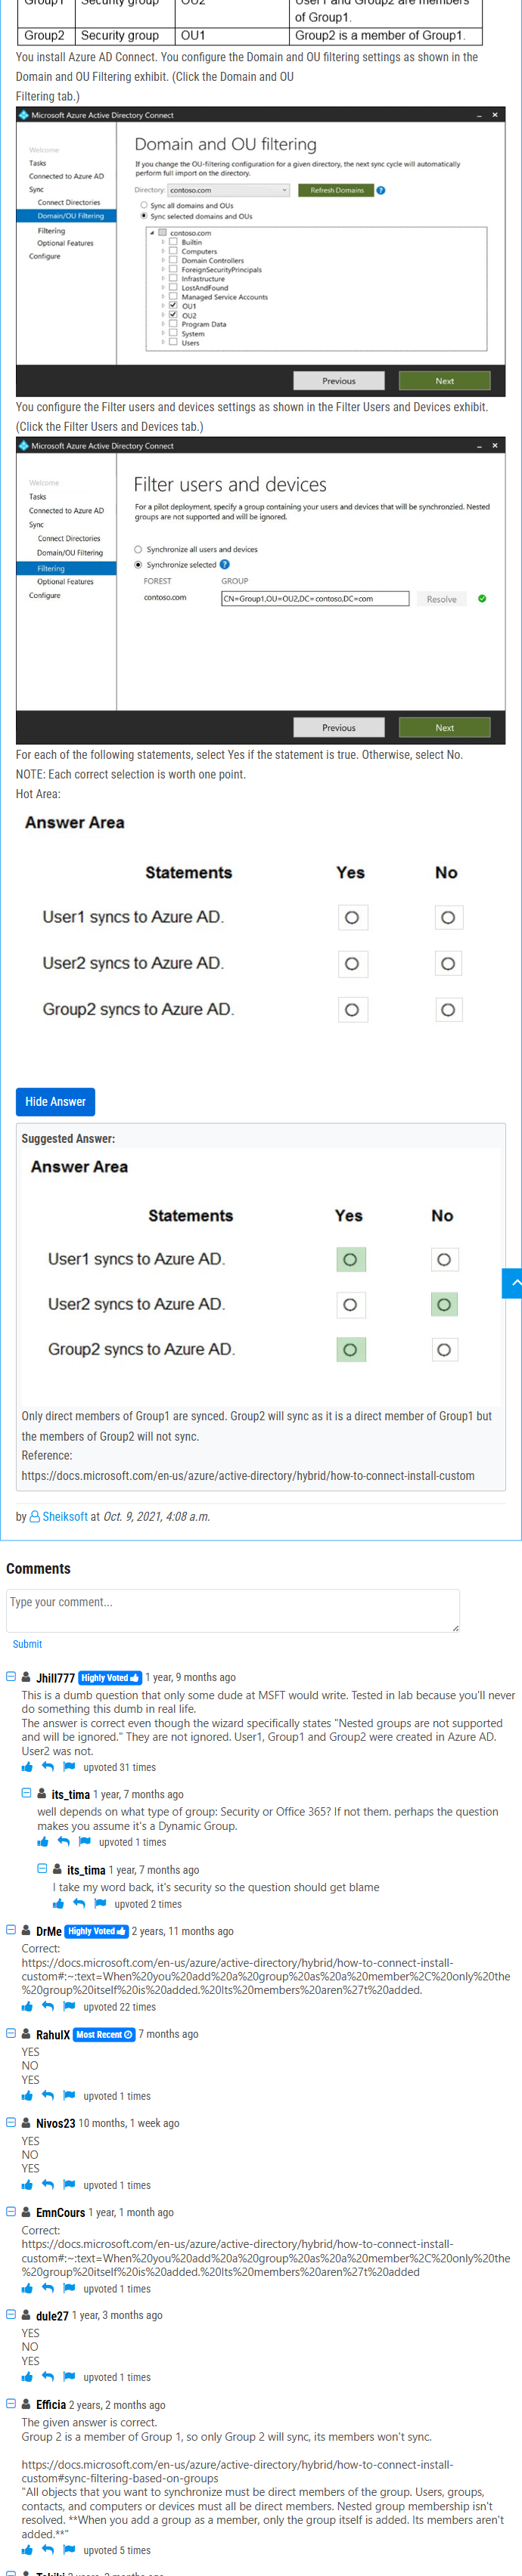 Group1 Security group OU2 User1 and Group2 are members
of Group1.
Group2 Security group OU1 Group2 is a member of Group1.
You install Azure AD Connect. You configure the Domain and OU filtering settings as shown in the
Domain and OU Filtering exhibit. (Click the Domain and OU
Filtering tab.)
Microsoft Azure Active Directory Connect
Welcome
Tasks
Connected to Azure AD
Sync
Connect Directories
Domain/OU Filtering
Filtering
Optional Features
Configure
Domain and OU filtering
If you change the OU-filtering configuration for a given directory, the next sync cycle will automatically
perform full import on the directory.
Directory: contoso.com Refresh Domains ?
Sync all domains and OUs
Sync selected domains and OUs
contoso.com
Builtin
Computers
Domain Controllers
ForeignSecurityPrincipals
Infrastructure
LostAndFound
Managed Service Accounts
OU1
OU2
Program Data
System
Users
Previous Next
You configure the Filter users and devices settings as shown in the Filter Users and Devices exhibit.
(Click the Filter Users and Devices tab.)
Microsoft Azure Active Directory Connect
Welcome
Tasks
Connected to Azure AD
Sync
Connect Directories
Domain/OU Filtering
Filtering
Optional Features
Configure
Filter users and devices
For a pilot deployment, specify a group containing your users and devices that will be synchronzied. Nested
groups are not supported and will be ignored.
Synchronize all users and devices
Synchronize selected ?
FOREST GROUP
contoso.com CN=Group1,OU=OU2,DC=contoso,DC=com Resolve
Previous Next
For each of the following statements, select Yes if the statement is true. Otherwise, select No.
NOTE: Each correct selection is worth one point.
Hot Area:
Answer Area
Statements Yes No
User1 syncs to Azure AD.
User2 syncs to Azure AD.
Group2 syncs to Azure AD.
Hide Answer
Suggested Answer:
Answer Area
Statements Yes No
User1 syncs to Azure AD.
User2 syncs to Azure AD.
Group2 syncs to Azure AD.
Only direct members of Group1 are synced. Group2 will sync as it is a direct member of Group1 but
the members of Group2 will not sync.
Reference:
https://docs.microsoft.com/en-us/azure/active-directory/hybrid/how-to-connect-install-custom
by Sheiksoft at Oct. 9, 2021, 4:08 a.m.
Comments
Type your comment...
Submit
Jhill777 Highly Voted 1 year, 9 months ago
This is a dumb question that only some dude at MSFT would write. Tested in lab because you'll never
do something this dumb in real life.
The answer is correct even though the wizard specifically states "Nested groups are not supported
and will be ignored." They are not ignored. User1, Group1 and Group2 were created in Azure AD.
User2 was not.
upvoted 31 times
its_tima 1 year, 7 months ago
well depends on what type of group: Security or Office 365? If not them. perhaps the question
makes you assume it's a Dynamic Group.
upvoted 1 times
its_tima 1 year, 7 months ago
I take my word back, it's security so the question should get blame
upvoted 2 times
DrMe Highly Voted 2 years, 11 months ago
Correct:
https://docs.microsoft.com/en-us/azure/active-directory/hybrid/how-to-connect-install-
custom#:~:text=When%20you%20add%20a%20group%20as%20a%20member%2C%20only%20the
%20group%20itself%20is%20added.%20Its%20members%20aren%27t%20added.
upvoted 22 times
RahulX Most Recent 7 months ago
YES
NO
YES
upvoted 1 times
Nivos23 10 months, 1 week ago
YES
NO
YES
upvoted 1 times
EmnCours 1 year, 1 month ago
Correct:
https://docs.microsoft.com/en-us/azure/active-directory/hybrid/how-to-connect-install-
custom#:~:text=When%20you%20add%20a%20group%20as%20a%20member%2C%20only%20the
%20group%20itself%20is%20added.%20Its%20members%20aren%27t%20added
upvoted 1 times
dule27 1 year, 3 months ago
YES
NO
YES
upvoted 1 times
Efficia 2 years, 2 months ago
The given answer is correct.
Group 2 is a member of Group 1, so only Group 2 will sync, its members won't sync.
https://docs.microsoft.com/en-us/azure/active-directory/hybrid/how-to-connect-install-
custom#sync-filtering-based-on-groups
"All objects that you want to synchronize must be direct members of the group. Users, groups,
contacts, and computers or devices must all be direct members. Nested group membership isn't
resolved. **When you add a group as a member, only the group itself is added. Its members aren't
added.**"
upvoted 5 times